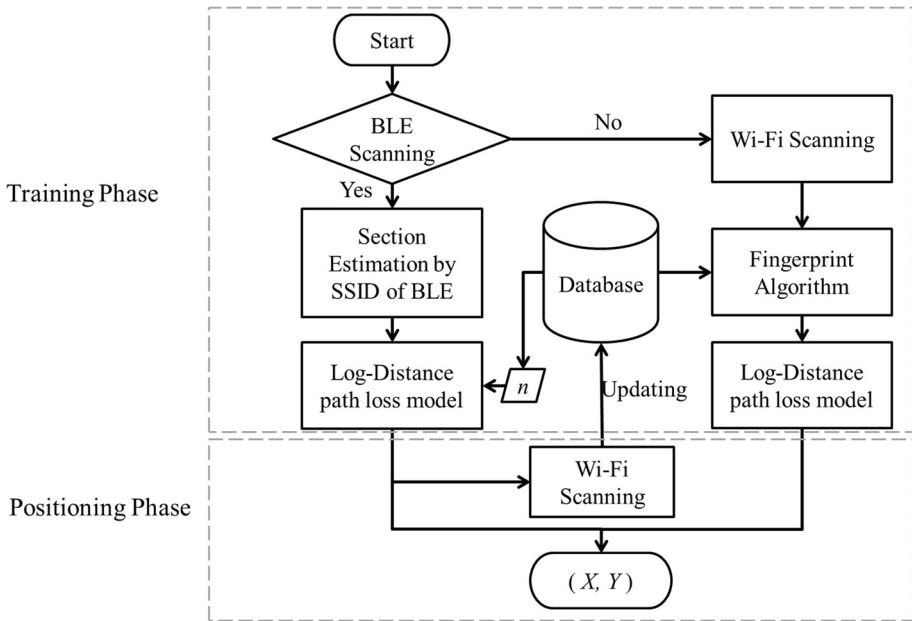 Start
BLE
Scanning
No
Wi-Fi Scanning
Training Phase
Yes
Section
Estimation by
SSID of BLE
Database
Fingerprint
Algorithm
Log-Distance
path loss model
n
Updating
Log-Distance
path loss model
Positioning Phase
Wi-Fi
Scanning
( X, Y )